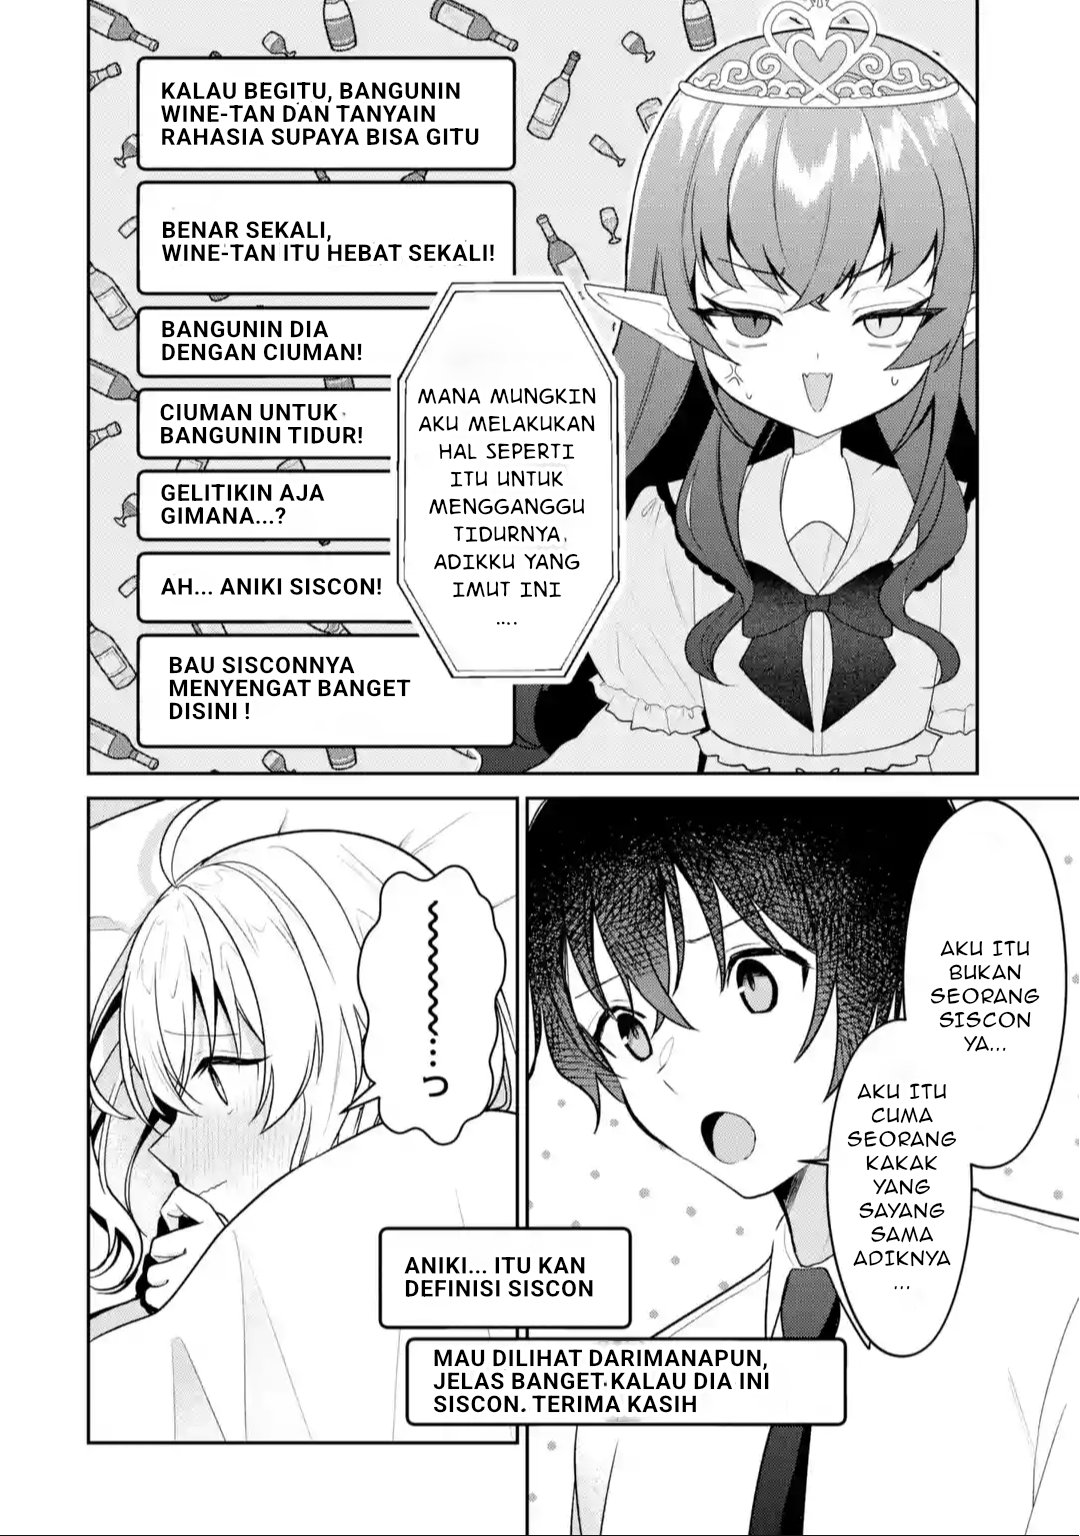 KALAU BEGITU, BANGUNIN
WINE-TAN DAN TANYAIN
RAHASIA SUPAYA BISA GITU
BENAR SEKALI,
WINE-TAN ITU HEBAT SEKALI!
BANGUNIN DIA
DENGAN CIUMAN!
CIUMAN UNTUK
BANGUNIN TIDUR!
GELITIKIN AJA
GIMANA...?
AH... ANIKI SISCON!
BAU SISCONNYA
MENYENGAT BANGET
DISINI !
MANA MUNGKIN
AKU MELAKUKAN
HAL SEPERTI
ITU UNTUK
MENGGANGGU
TIDURNYA,
ADIKKU YANG
IMUT INI
....
AKU ITU
BUKAN
SEORANG
SISCON
YA...
AKU ITU
CUMA
SEORANG
KAKAK
YANG
SAYANG
SAMA
ADIKNYA
...
〜〜〜〜……っ
ANIKI... ITU KAN
DEFINISI SISCON
MAU DILIHAT DARIMANAPUN,
JELAS BANGET KALAU DIA INI
SISCON. TERIMA KASIH